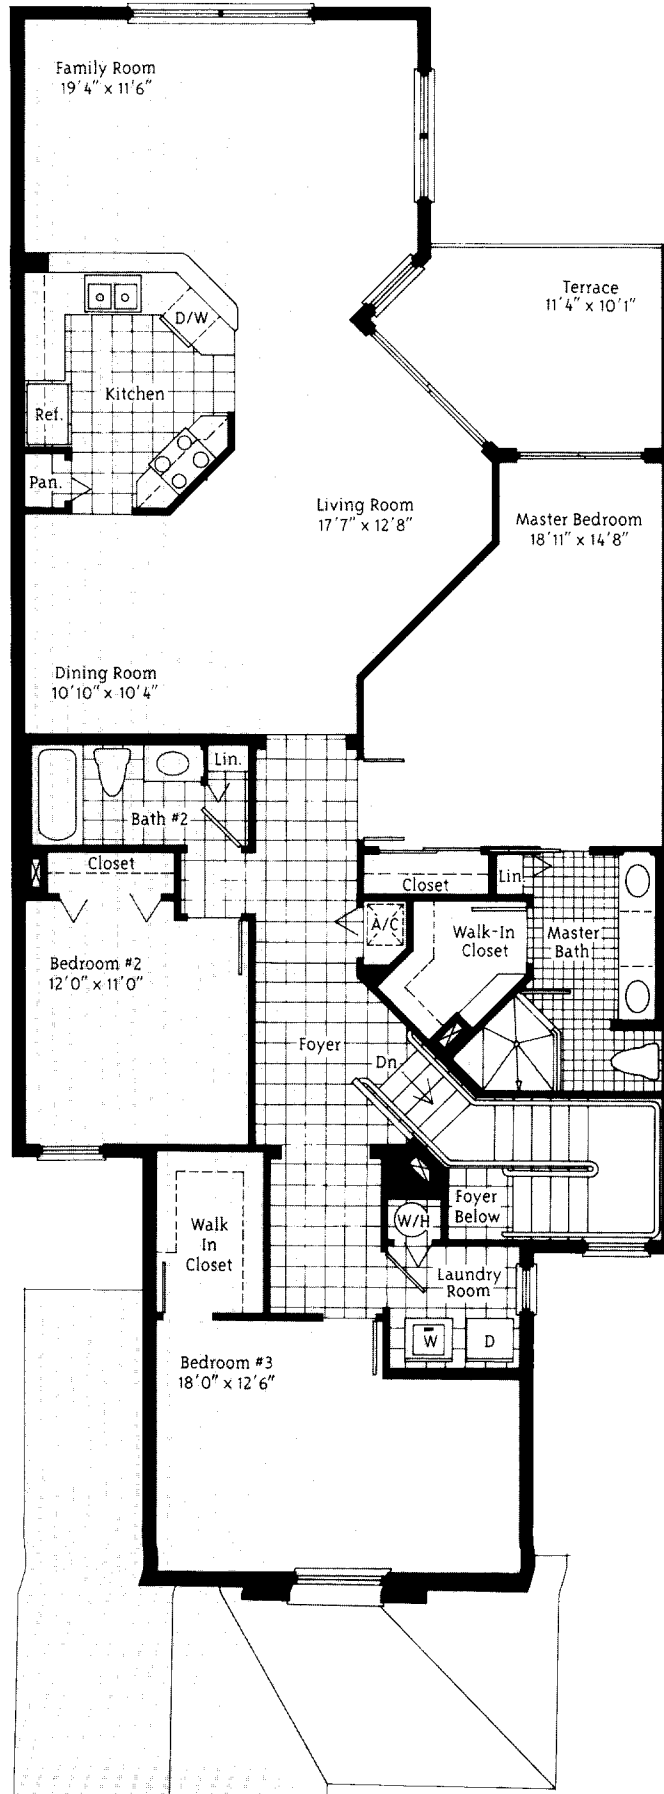 Family Room
19'4" x 11'6"
Terrace
11'4" x 10'1"
D/W
Kitchen
Ref.
Pan.
Living Room
17'7" x 12'8"
Master Bedroom
18'11" x 14'8"
Dining Room
10'10" x 10'4"
Lin.
Bath #2
Closet
Closet
Lin.
A/C
Walk-In
Closet
Master
Bath
Bedroom #2
12'0" x 11'0"
Foyer
Dn.
Foyer
Below
W/H
Walk
In
Closet
Laundry
Room
W
D
Bedroom #3
18'0" x 12'6"